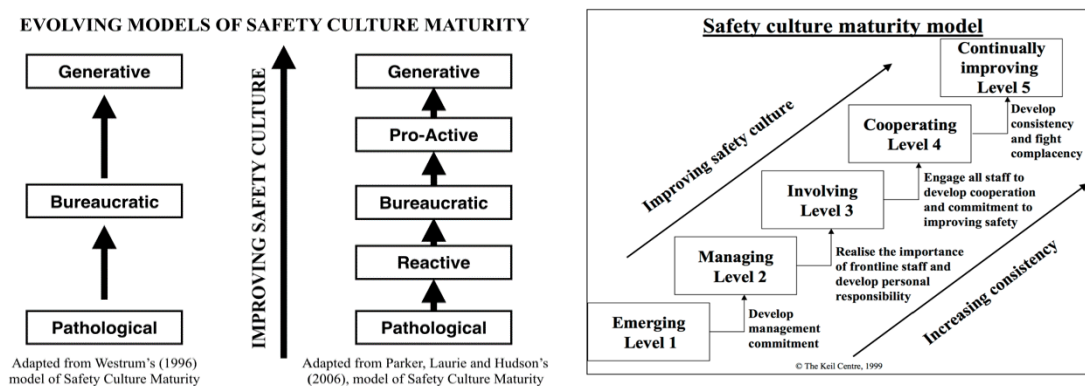 EVOLVING MODELS OF SAFETY CULTURE MATURITY
Generative
Bureaucratic
Pathological
Adapted from Westrum's (1996)
model of Safety Culture Maturity
IMPROVING SAFETY CULTURE
Generative
Pro-Active
Bureaucratic
Reactive
Pathological
Adapted from Parker, Laurie and Hudson's
(2006), model of Safety Culture Maturity
Safety culture maturity model
Continually
improving
Level 5
Develop
consistency
and fight
complacency
Cooperating
Level 4
Engage all staff to
develop cooperation
and commitment to
improving safety
Involving
Level 3
Realise the importance
of frontline staff and
develop personal
responsibility
Managing
Level 2
Develop
management
commitment
Emerging
Level 1
Improving safety culture
Increasing consistency
© The Keil Centre, 1999